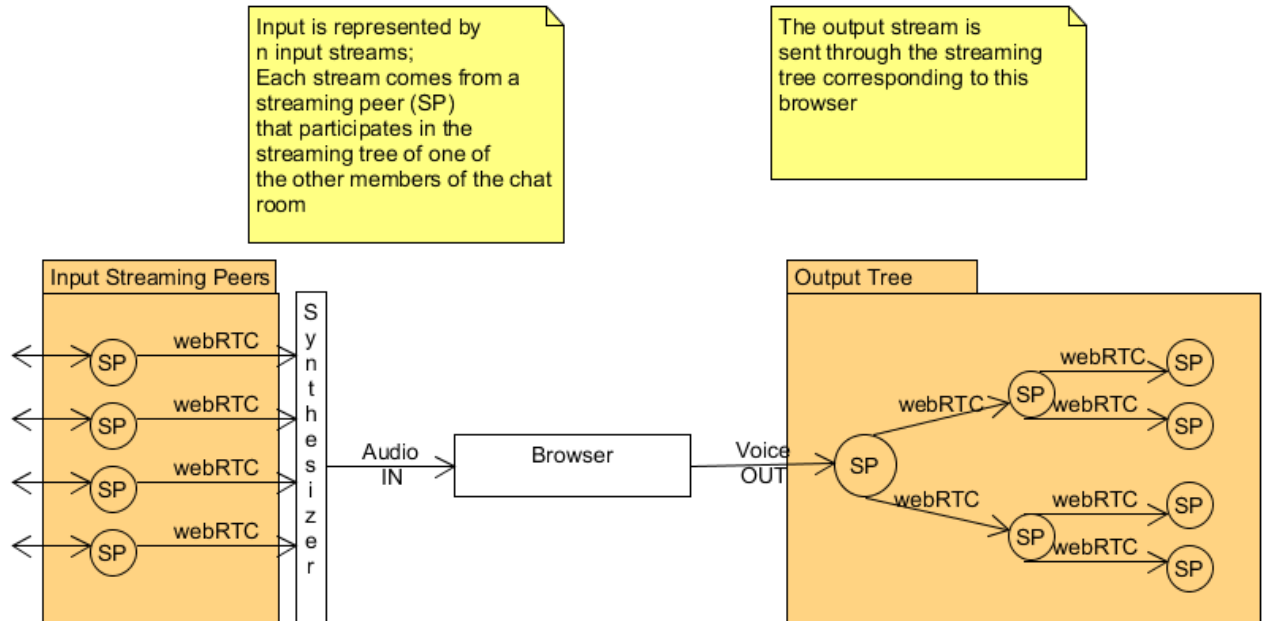 Input is represented by
n input streams;
Each stream comes from a
streaming peer (SP)
that participates in the
streaming tree of one of
the other members of the chat
room
The output stream is
sent through the streaming
tree corresponding to this
browser
Input Streaming Peers
SP
webRTC
SP
webRTC
SP
webRTC
SP
webRTC
Synthesizer
Audio
IN
Browser
Voice
OUT
Output Tree
SP
webRTC
webRTC
SP
webRTC
webRTC
SP
SP
SP
webRTC
webRTC
SP
SP